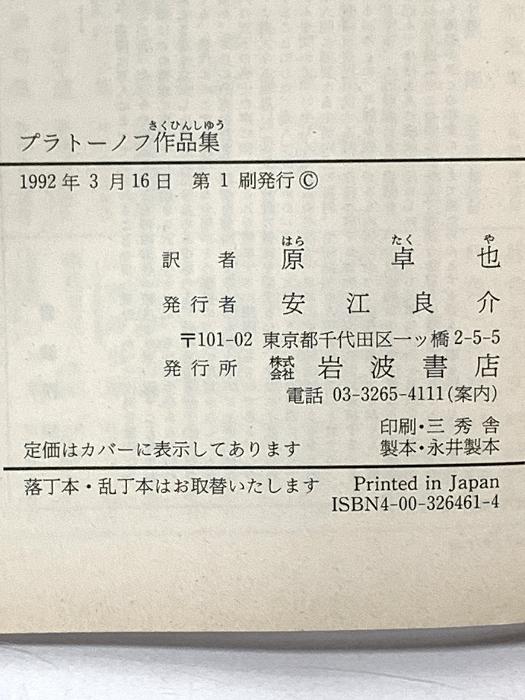 さくひんしゅう
プラトーノフ作品集
1992年3月16日 第1刷発行Ⓒ
はら たく や
訳者 原 卓 也
発行者 安江良介
〒101-02 東京都千代田区一ッ橋2-5-5
発行所 株式会社 岩波書店
電話 03-3265-4111(案内)
印刷・三秀舎
定価はカバーに表示してあります 製本・永井製本
落丁本・乱丁本はお取替いたします Printed in Japan
ISBN4-00-326461-4